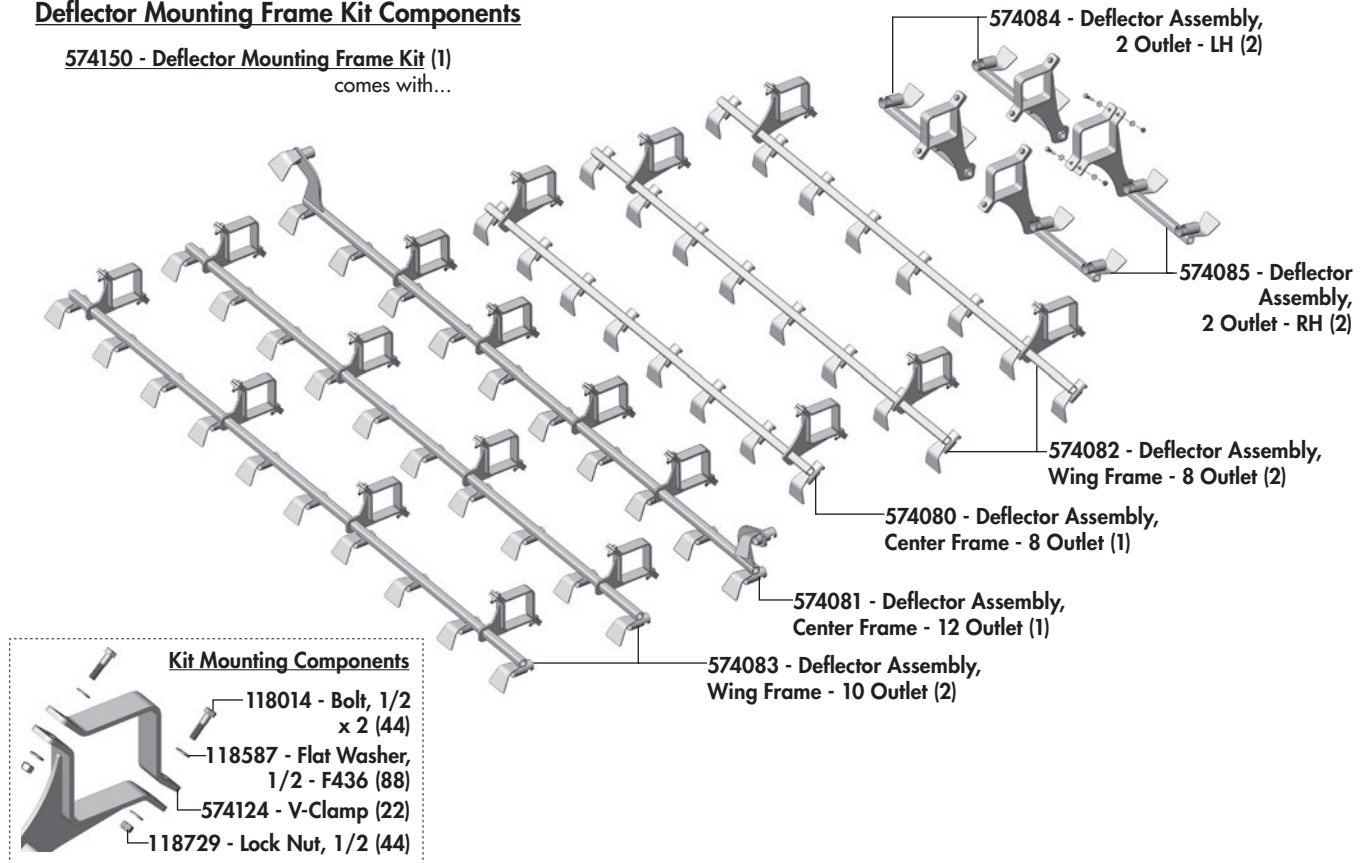 Deflector Mounting Frame Kit Components
574150 - Deflector Mounting Frame Kit (1)
comes with...
574084 - Deflector Assembly,
2 Outlet - LH (2)
574085 - Deflector
Assembly,
2 Outlet - RH (2)
574082 - Deflector Assembly,
Wing Frame - 8 Outlet (2)
574080 - Deflector Assembly,
Center Frame - 8 Outlet (1)
574081 - Deflector Assembly,
Center Frame - 12 Outlet (1)
574083 - Deflector Assembly,
Wing Frame - 10 Outlet (2)
Kit Mounting Components
118014 - Bolt, 1/2
x 2 (44)
118587 - Flat Washer,
1/2 - F436 (88)
574124 - V-Clamp (22)
118729 - Lock Nut, 1/2 (44)